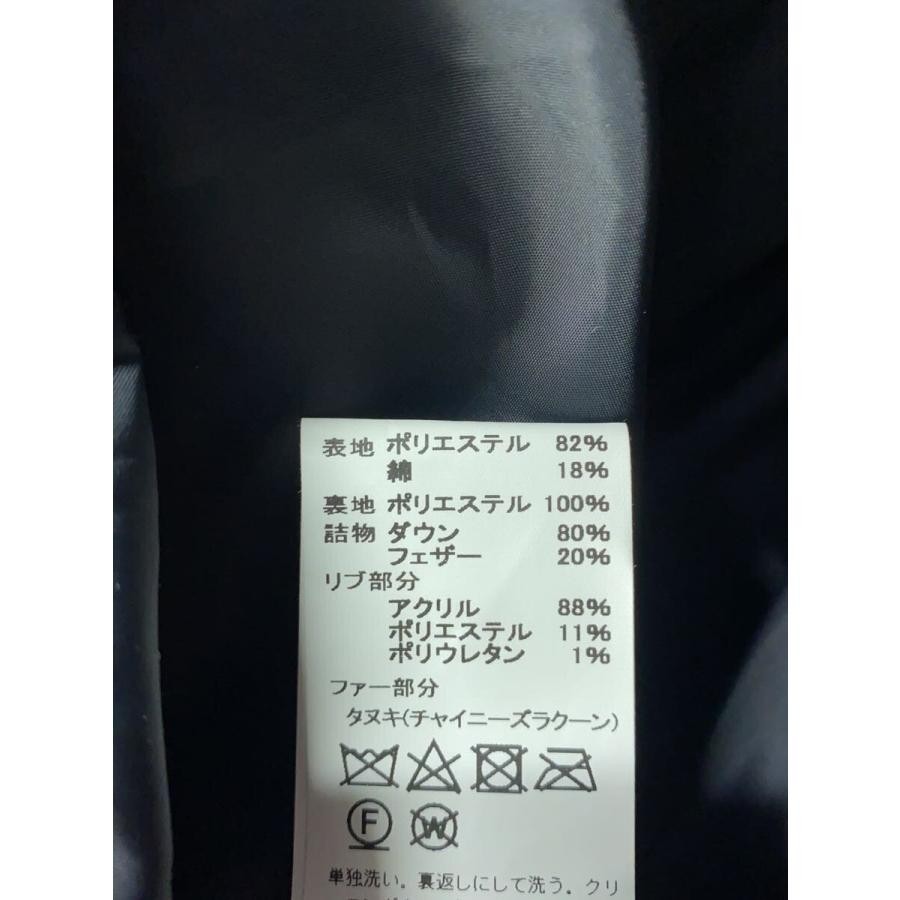 表地 ポリエステル 82%
綿 18%
裏地 ポリエステル 100%
詰物 ダウン 80%
フェザー 20%
リブ部分
アクリル 88%
ポリエステル 11%
ポリウレタン 1%
ファー部分
タヌキ(チャイニーズラクーン)
F W
単独洗い。裏返しにして洗う。クリ